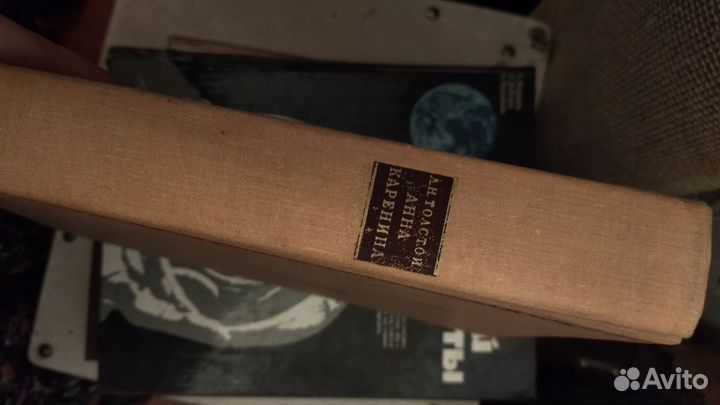 Л.Н.ТОЛСТОЙ
АННА
КАРЕНИНА
Й
ТЫ
Avito